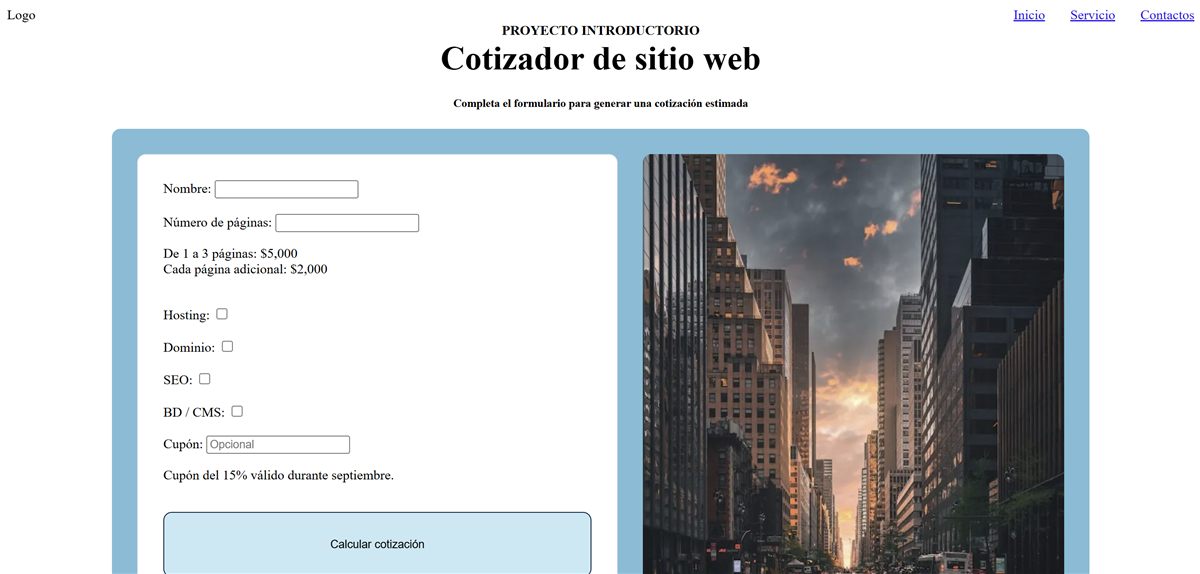 Logo
Inicio Servicio Contactos
PROYECTO INTRODUCTORIO
Cotizador de sitio web
Completa el formulario para generar una cotización estimada
Nombre:
Número de páginas:
De 1 a 3 páginas: $5,000
Cada página adicional: $2,000
Hosting:
Dominio:
SEO:
BD / CMS:
Cupón: Opcional
Cupón del 15% válido durante septiembre.
Calcular cotización